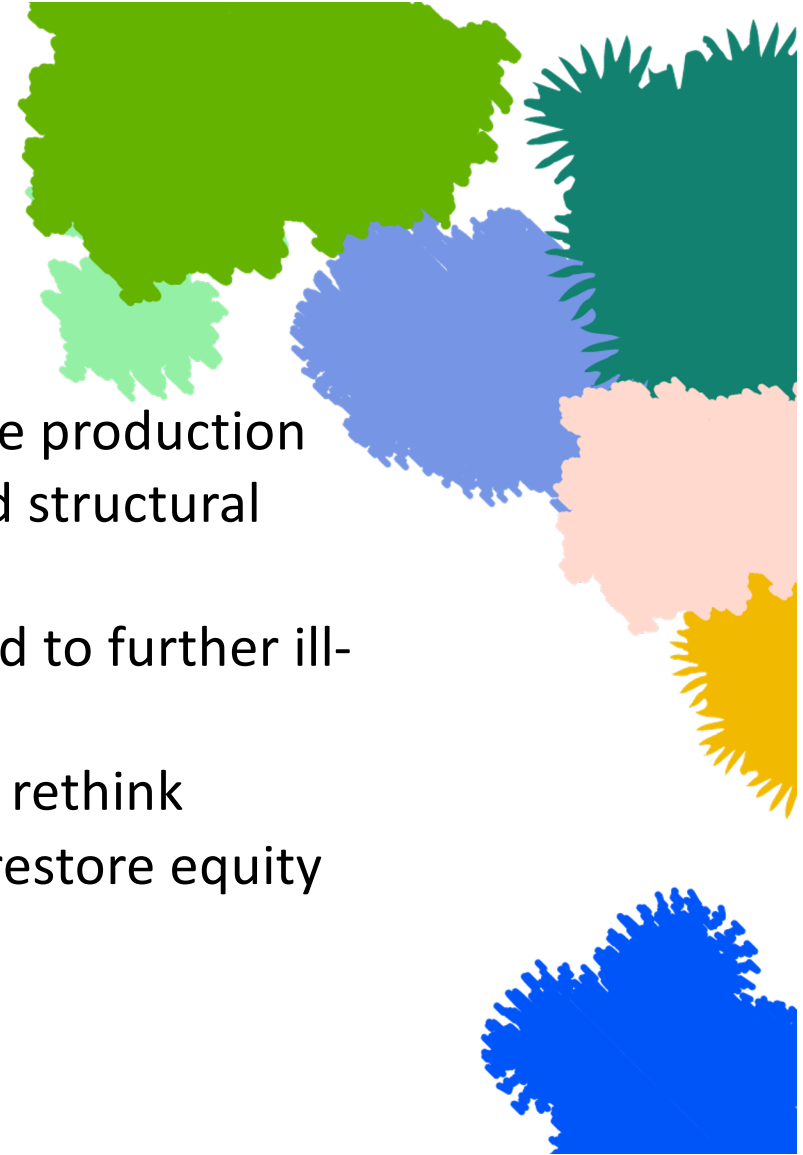 e production
d structural
d to further ill-
rethink
restore equity